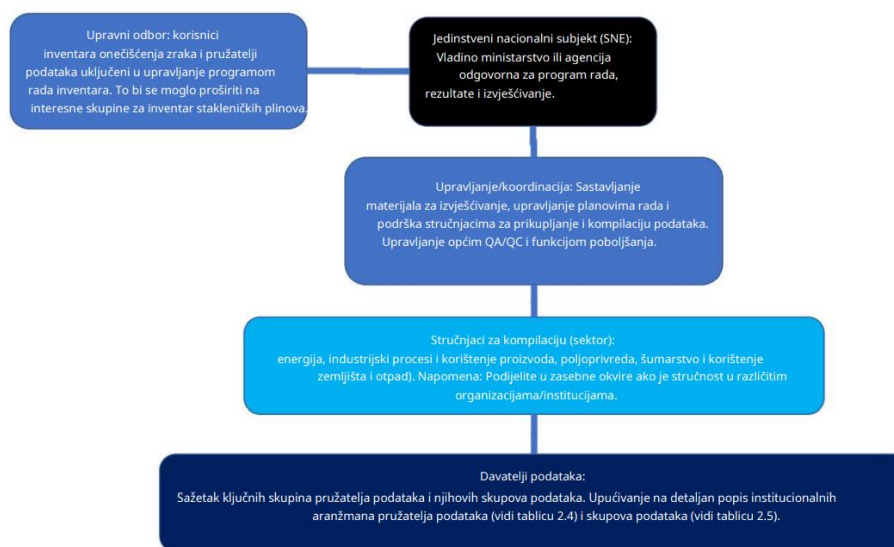 Upravni odbor: korisnici
inventara onečišćenja zraka i pružatelji
podataka uključeni u upravljanje programom
rada inventara. To bi se moglo proširiti na
interesne skupine za inventar stakleničkih plinova.
Jedinstveni nacionalni subjekt (SNE):
Vladino ministarstvo ili agencija
odgovorna za program rada,
rezultate i izvješćivanje.
Upravljanje/koordinacija: Sastavljanje
materijala za izvješćivanje, upravljanje planovima rada i
podrška stručnjacima za prikupljanje i kompilaciju podataka.
Upravljanje općim QA/QC i funkcijom poboljšanja.
Stručnjaci za kompilaciju (sektor):
energija, industrijski procesi i korištenje proizvoda, poljoprivreda, šumarstvo i korištenje
zemljišta i otpad). Napomena: Podijelite u zasebne okvire ako je stručnost u različitim
organizacijama/institucijama.
Davatelji podataka:
Sažetak ključnih skupina pružatelja podataka i njihovih skupova podataka. Upućivanje na detaljan popis institucionalnih
aranžmana pružatelja podataka (vidi tablicu 2.4) i skupova podataka (vidi tablicu 2.5).